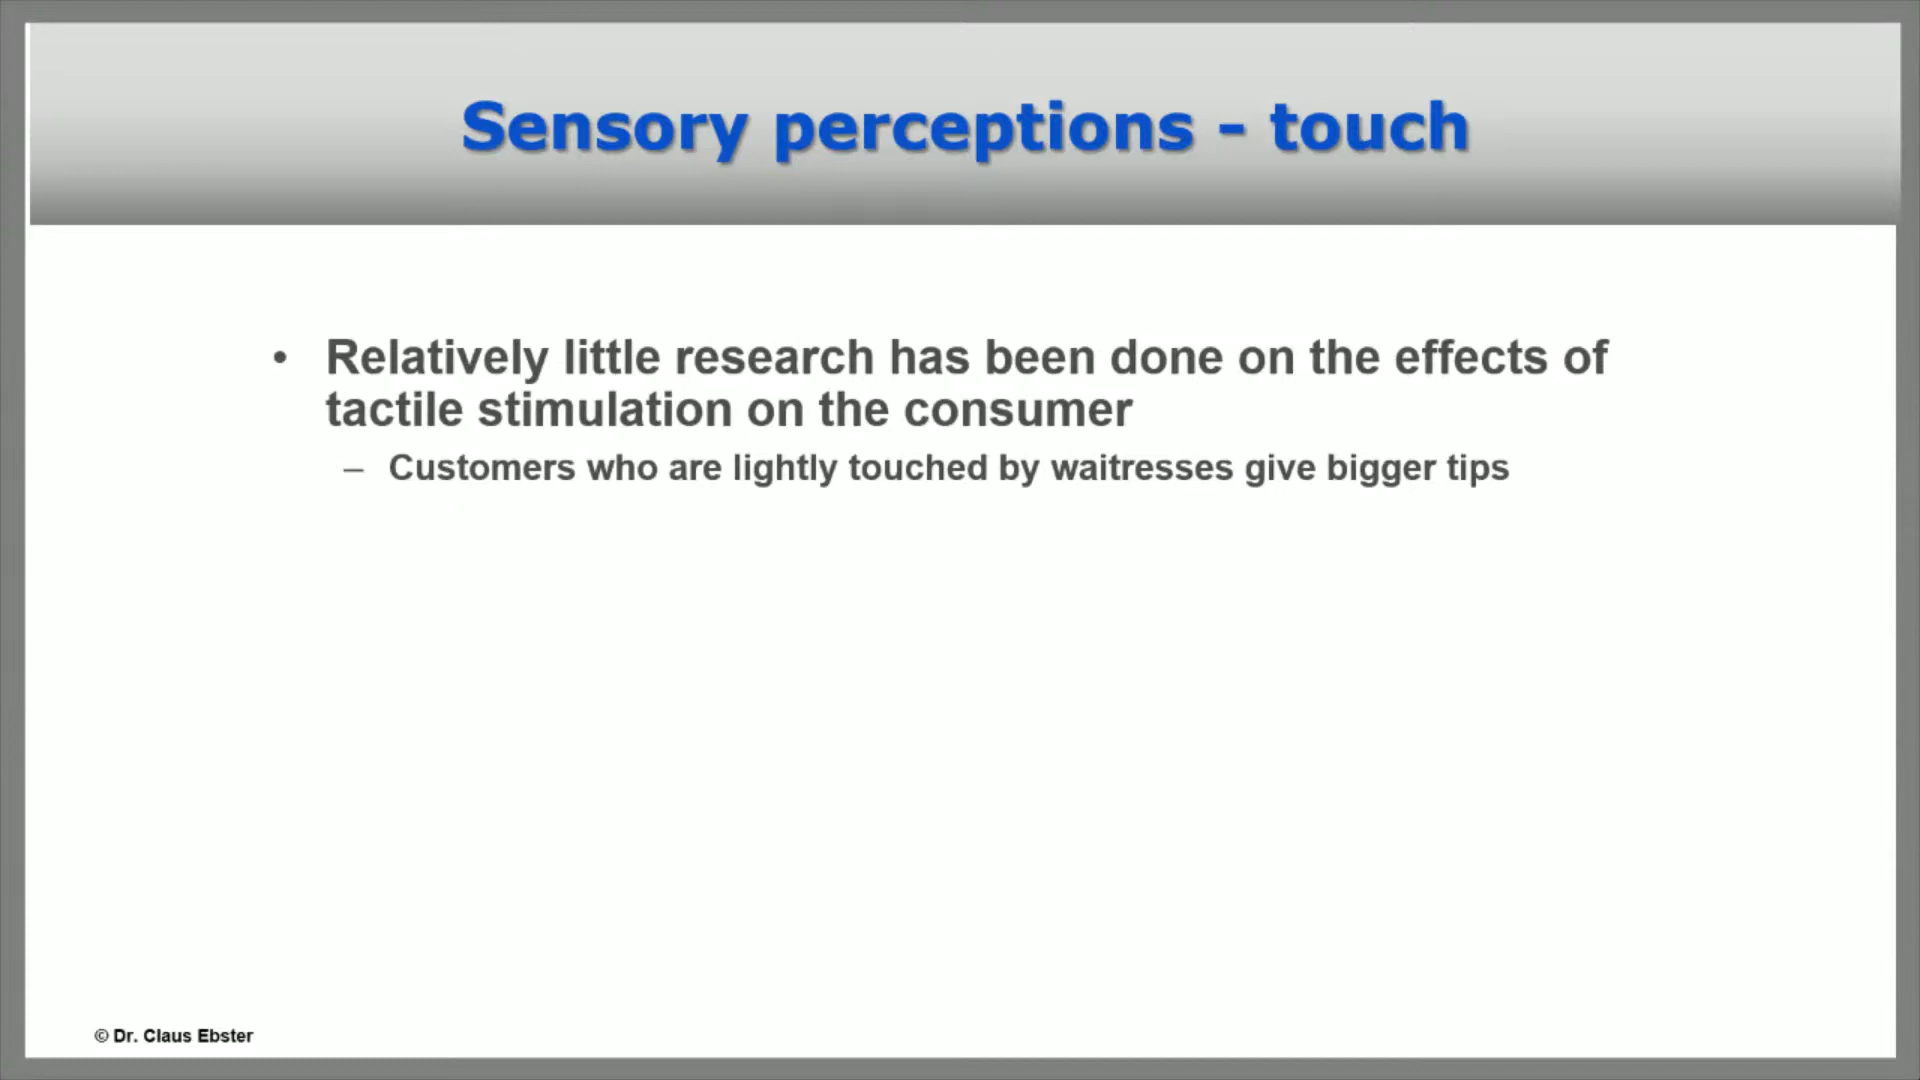 Sensory perceptions - touch
• Relatively little research has been done on the effects of
tactile stimulation on the consumer
– Customers who are lightly touched by waitresses give bigger tips
© Dr. Claus Ebster